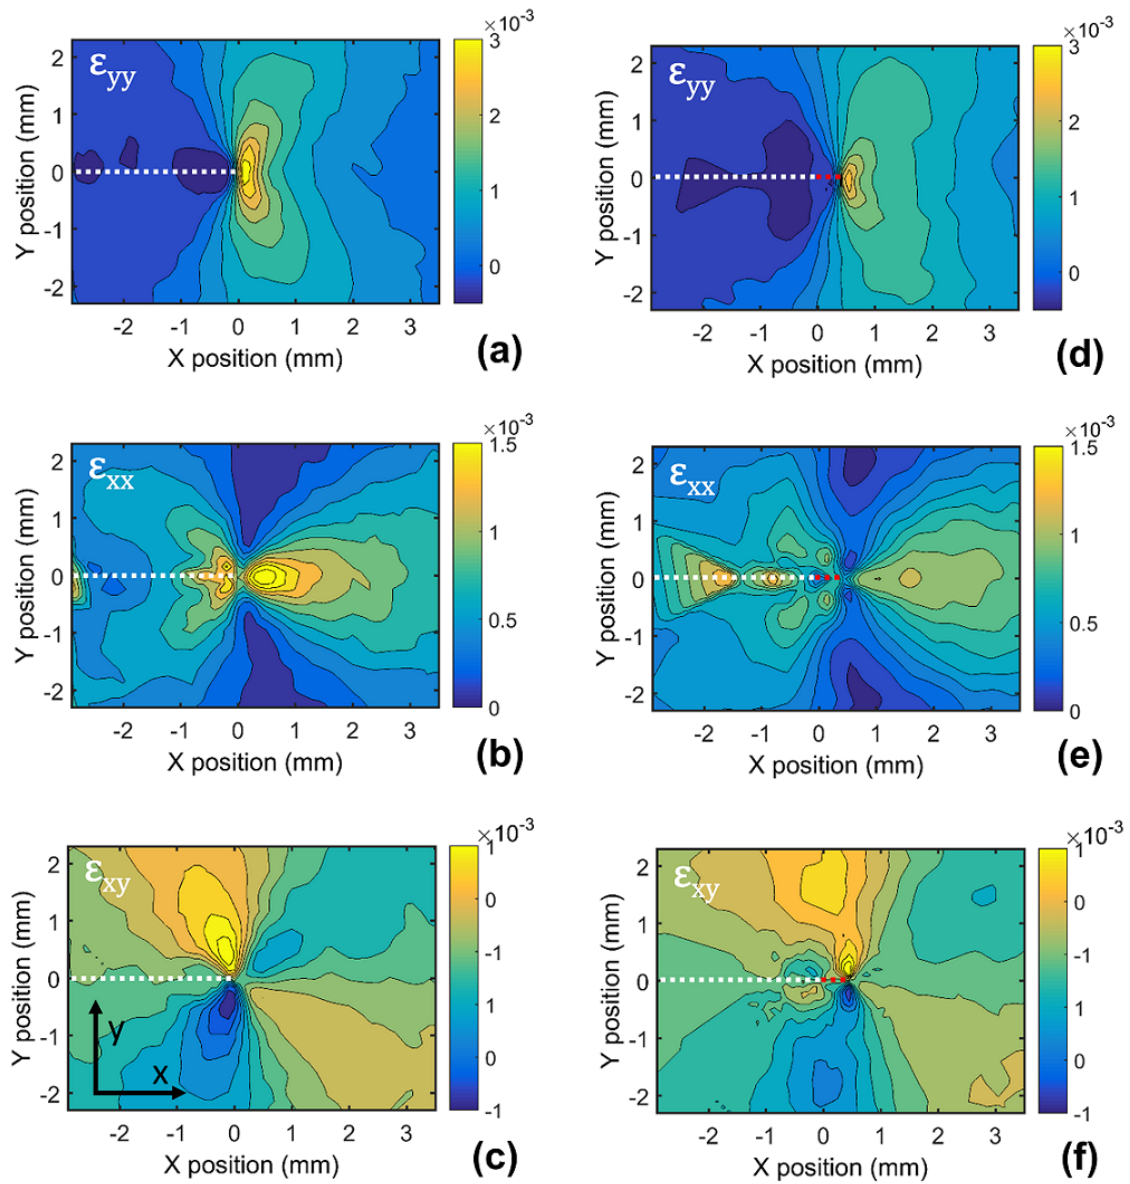 ×10⁻³
εyy
Y position (mm)
2
1
0
-1
-2
3
2
1
0
-2 -1 0 1 2 3
X position (mm)
(a)
×10⁻³
εyy
Y position (mm)
2
1
0
-1
-2
3
2
1
0
-2 -1 0 1 2 3
X position (mm)
(d)
×10⁻³
εxx
Y position (mm)
2
1
0
-1
-2
1.5
1
0.5
0
-2 -1 0 1 2 3
X position (mm)
(b)
×10⁻³
εxx
Y position (mm)
2
1
0
-1
-2
1.5
1
0.5
0
-2 -1 0 1 2 3
X position (mm)
(e)
×10⁻³
εxy
Y position (mm)
2
1
0
-1
-2
y
x
1
0
-1
1
0
-1
-2 -1 0 1 2 3
X position (mm)
(c)
×10⁻³
εxy
Y position (mm)
2
1
0
-1
-2
1
0
-1
1
0
-1
-2 -1 0 1 2 3
X position (mm)
(f)